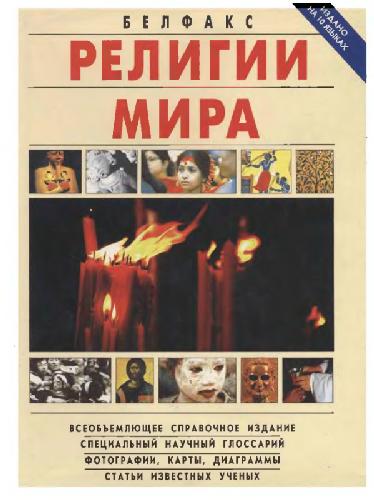 БЕЛФАКС
ИЗДАНО
НА 10 ЯЗЫКАХ
РЕЛИГИИ
МИРА
ВСЕОБЪЕМЛЮЩЕЕ СПРАВОЧНОЕ ИЗДАНИЕ
СПЕЦИАЛЬНЫЙ НАУЧНЫЙ ГЛОССАРИЙ
ФОТОГРАФИИ, КАРТЫ, ДИАГРАММЫ
СТАТЬИ ИЗВЕСТНЫХ УЧЕНЫХ